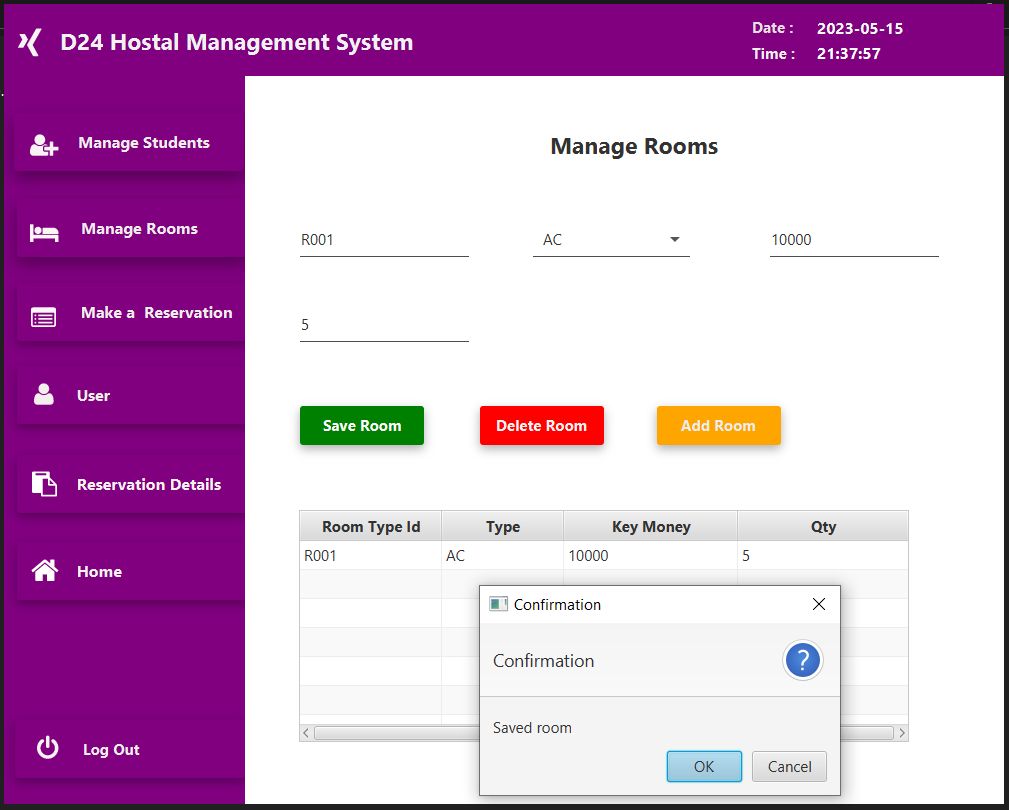 D24 Hostal Management System
Date : 2023-05-15
Time : 21:37:57
Manage Students
Manage Rooms
Make a  Reservation
User
Reservation Details
Home
Log Out
Manage Rooms
R001 AC 10000
5
Save Room Delete Room Add Room
Room Type Id Type Key Money Qty
R001 AC 10000 5
Confirmation
Confirmation
?
Saved room
OK Cancel